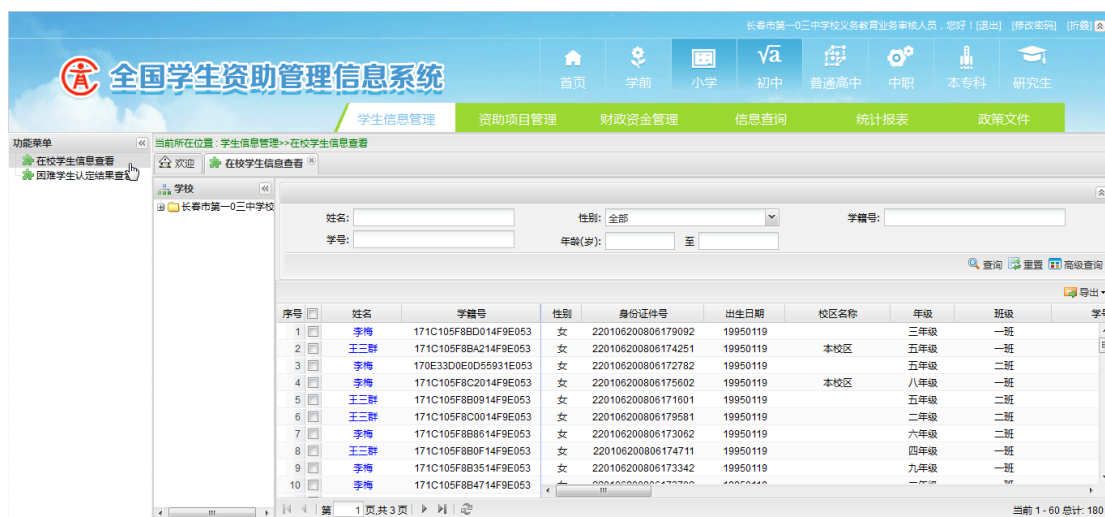 长春市第一0三中学校义务教育业务审核人员，您好！[退出] [修改密码] [折叠]
全国学生资助管理信息系统
首页 学前 小学 初中 普通高中 中职 本专科 研究生
学生信息管理 资助项目管理 财政资金管理 信息查询 统计报表 政策文件
功能菜单
在校学生信息查看
困难学生认定结果查
当前所在位置：学生信息管理>>在校学生信息查看
欢迎 在校学生信息查看
学校
长春市第一0三中学校
姓名: 性别: 全部 学籍号:
学号: 年龄(岁): 至
查询 重置 高级查询
导出
序号 姓名 学籍号 性别 身份证件号 出生日期 校区名称 年级 班级 学
1 李梅 171C105F8BD014F9E053 女 220106200806179092 19950119 三年级 一班
2 王三群 171C105F8BA214F9E053 女 220106200806174251 19950119 本校区 五年级 一班
3 李梅 170E33D0E0D55931E053 女 220106200806172782 19950119 五年级 二班
4 李梅 171C105F8C2014F9E053 女 220106200806175602 19950119 本校区 八年级 一班
5 王三群 171C105F8B0914F9E053 女 220106200806171601 19950119 五年级 二班
6 王三群 171C105F8C0014F9E053 女 220106200806179581 19950119 二年级 二班
7 李梅 171C105F8B8614F9E053 女 220106200806173062 19950119 六年级 二班
8 王三群 171C105F8B0F14F9E053 女 220106200806174711 19950119 四年级 一班
9 李梅 171C105F8B3514F9E053 女 220106200806173342 19950119 九年级 一班
10 李梅 171C105F8B4714F9E053
第 1 页,共 3 页 当前 1 - 60 总计: 180